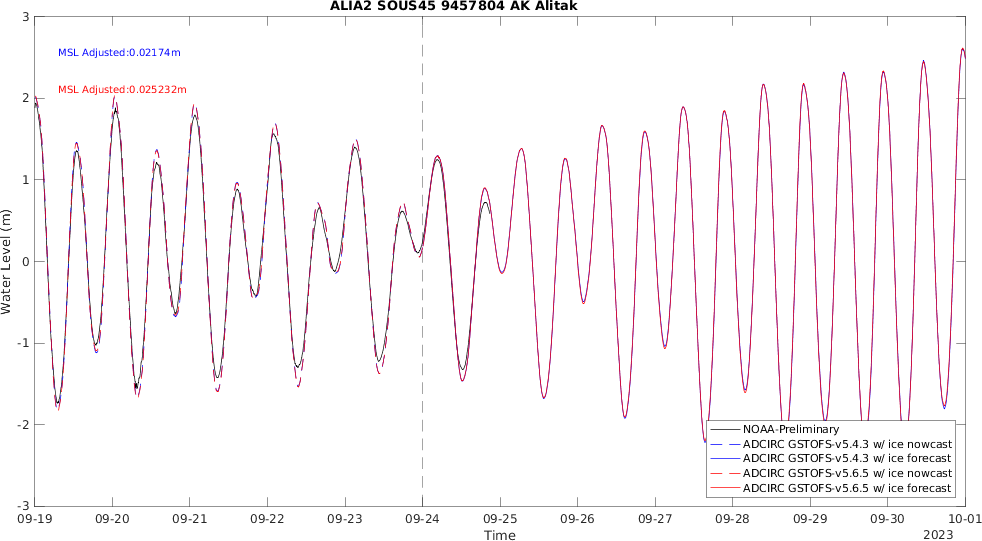 ALIA2 SOUS45 9457804 AK Alitak
3
2
1
0
-1
-2
-3
Water Level (m)
MSL Adjusted:0.02174m
MSL Adjusted:0.025232m
NOAA-Preliminary
ADCIRC GSTOFS-v5.4.3 w/ ice nowcast
ADCIRC GSTOFS-v5.4.3 w/ ice forecast
ADCIRC GSTOFS-v5.6.5 w/ ice nowcast
ADCIRC GSTOFS-v5.6.5 w/ ice forecast
09-19 09-20 09-21 09-22 09-23 09-24 09-25 09-26 09-27 09-28 09-29 09-30 10-01
Time
2023